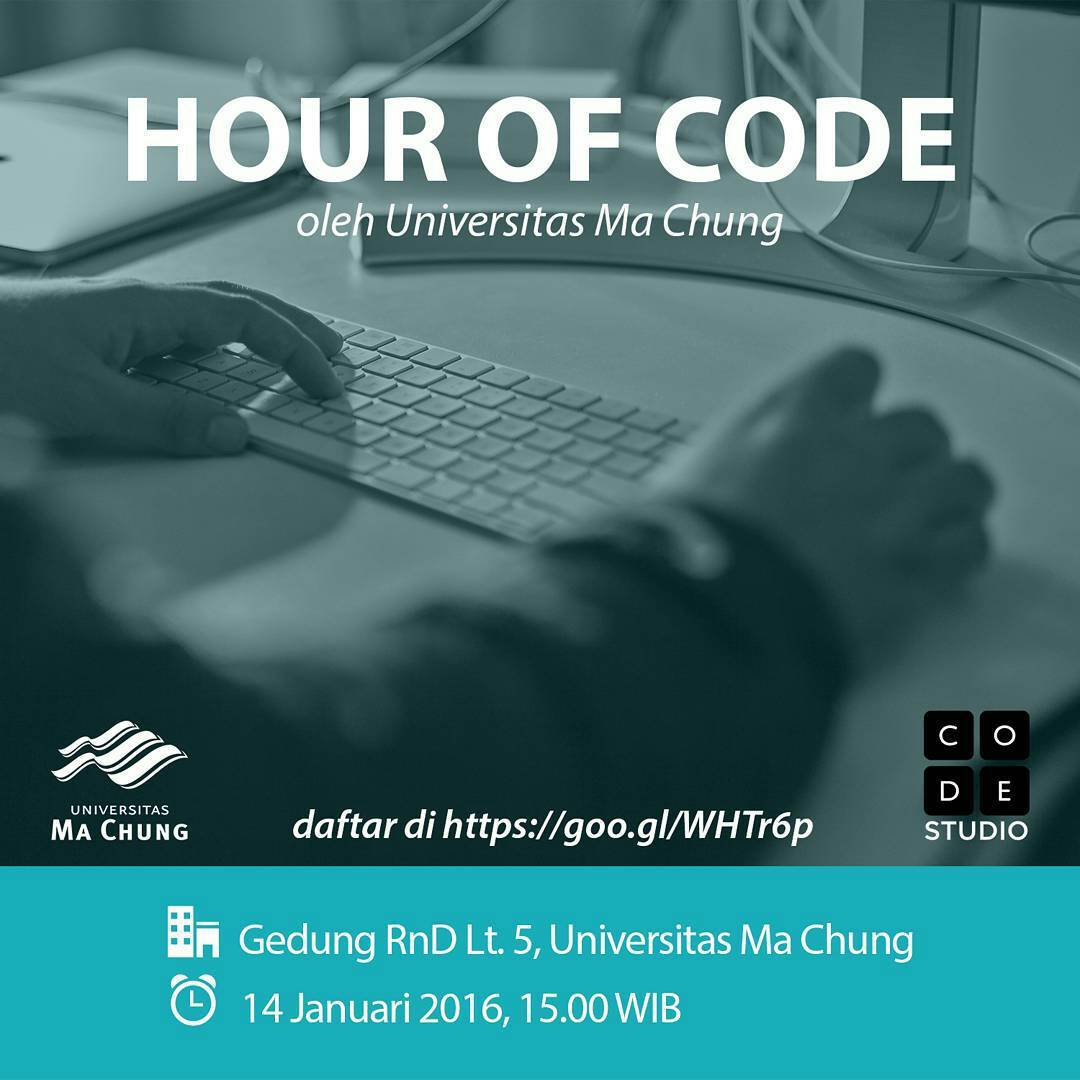 HOUR OF CODE
oleh Universitas Ma Chung
UNIVERSITAS
MA CHUNG
daftar di https://goo.gl/WHTr6p
C O
D E
STUDIO
Gedung RnD Lt. 5, Universitas Ma Chung
14 Januari 2016, 15.00 WIB